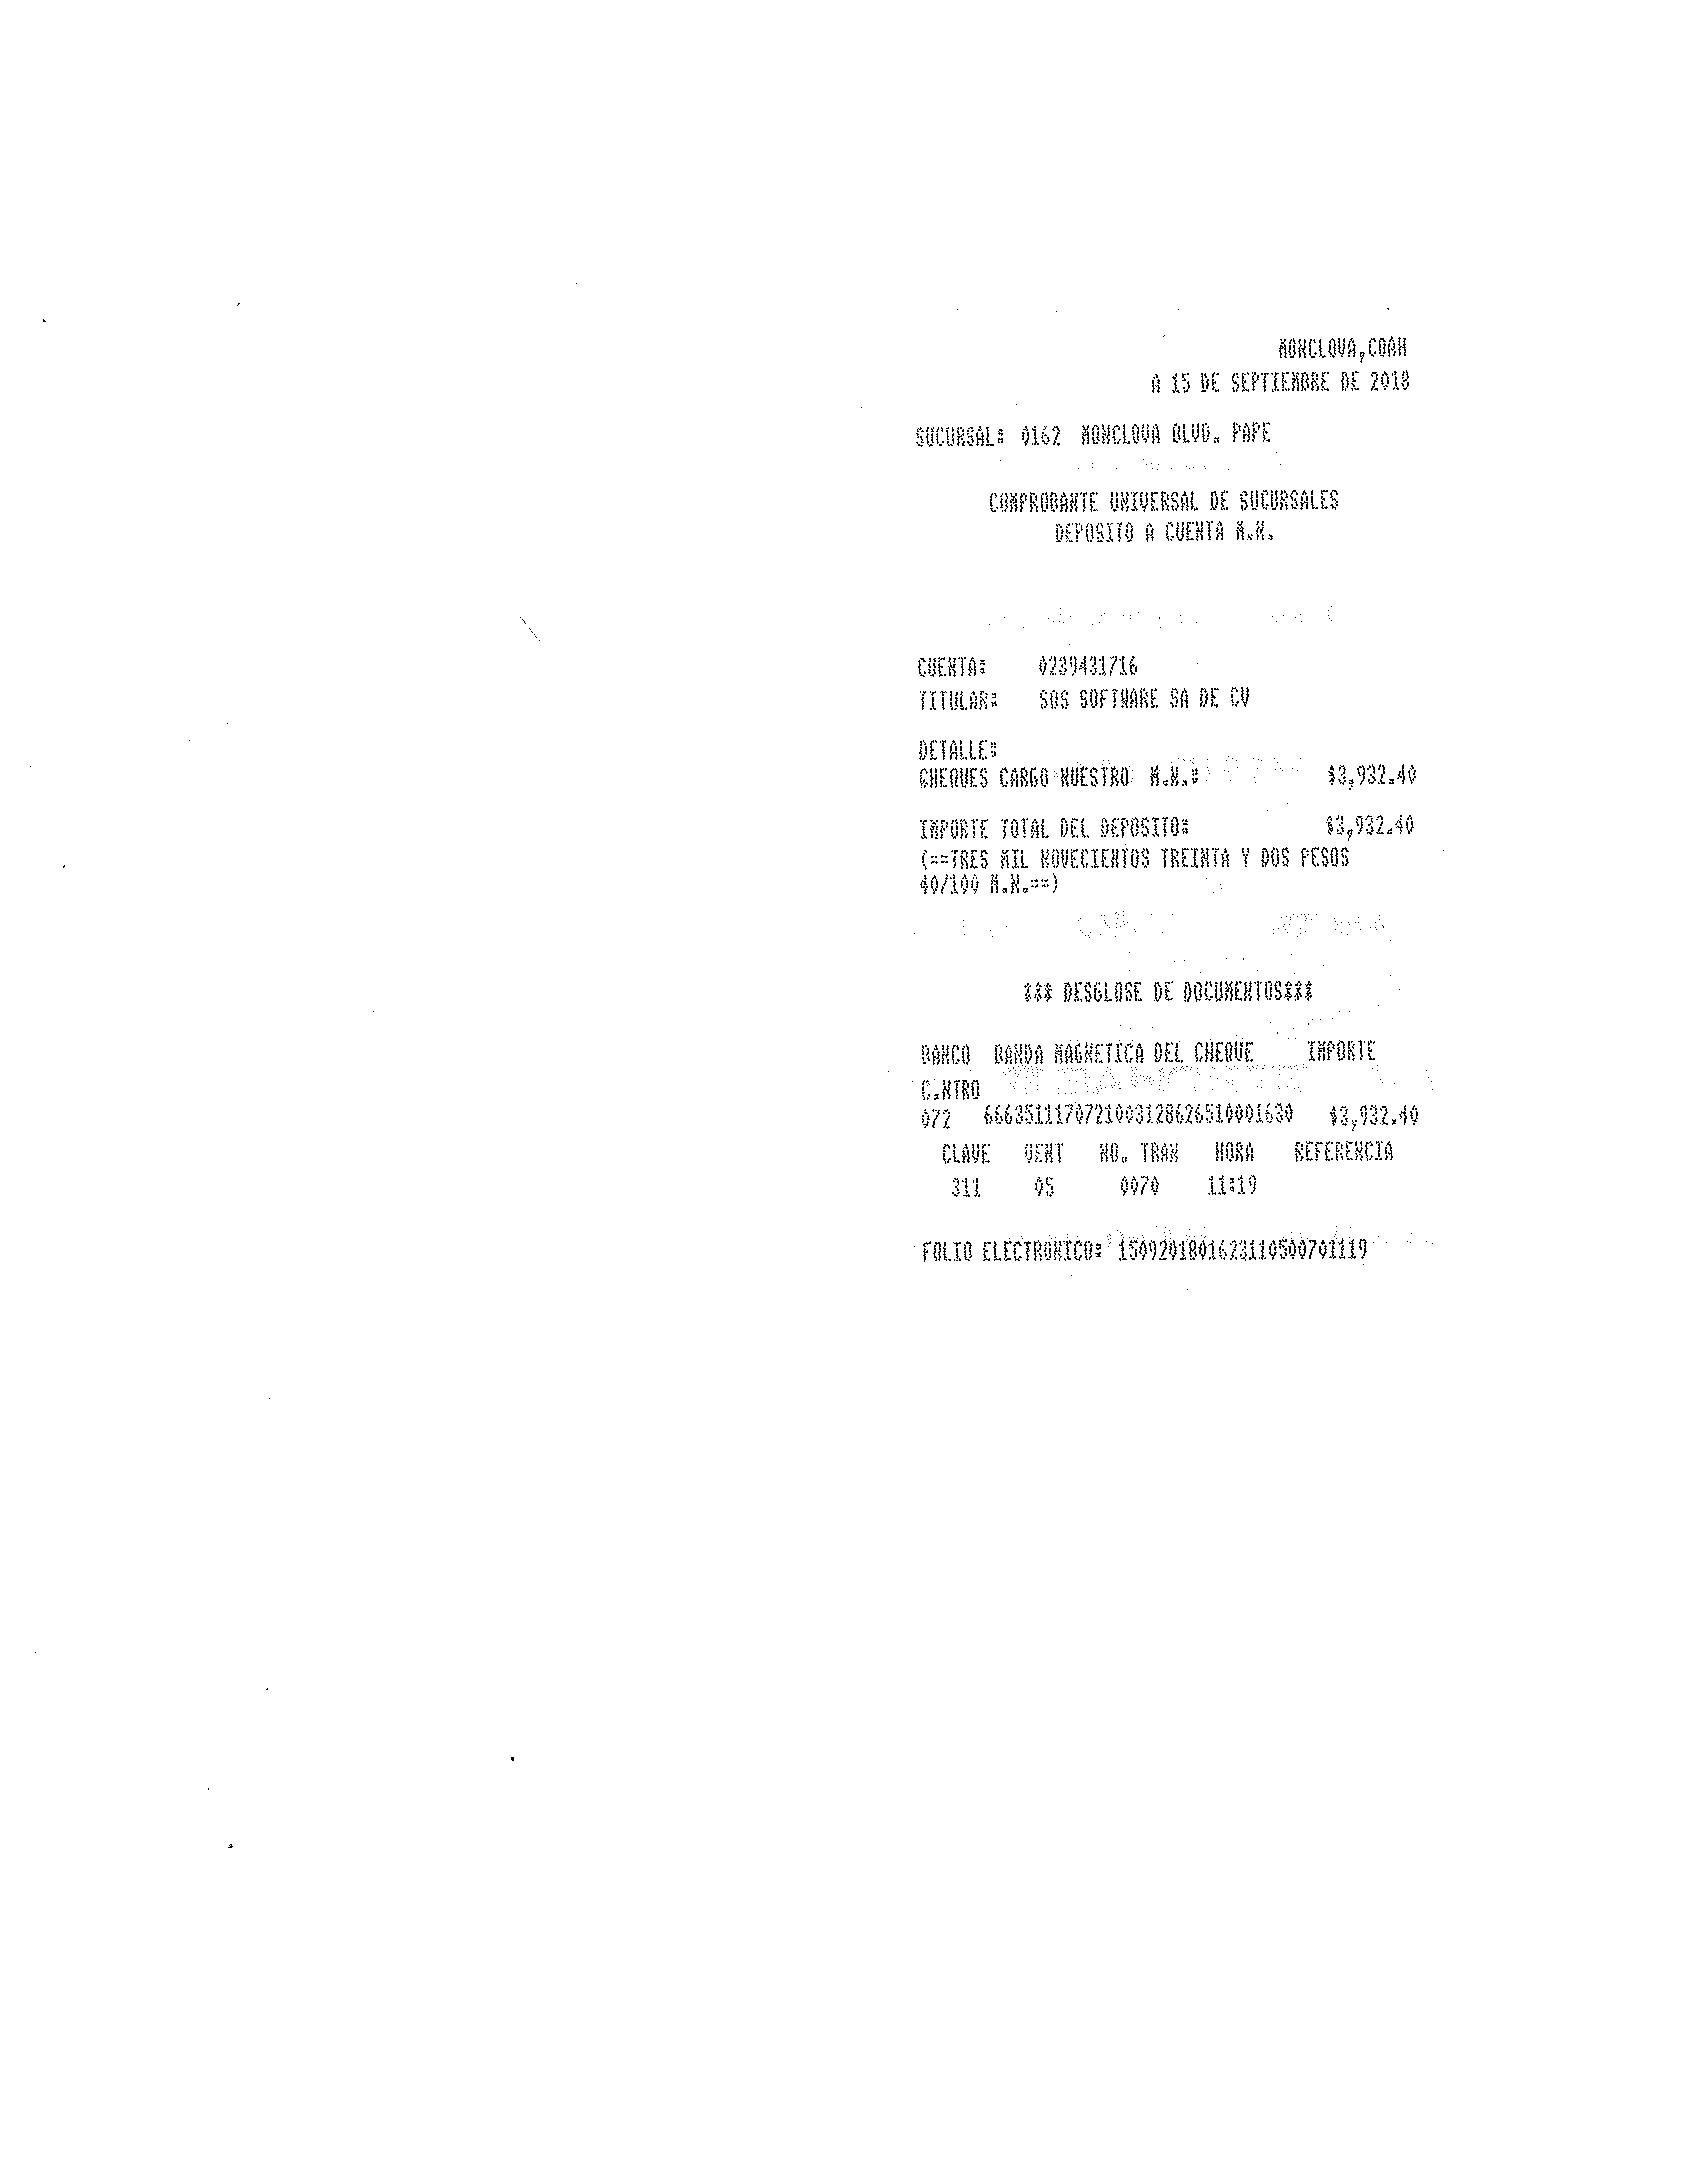 MONCLOVA,COAH
A 15 DE SEPTIEMBRE DE 2018
SUCURSAL: 0162 MONCLOVA BLVD. PAPE
COMPROBANTE UNIVERSAL DE SUCURSALES
DEPOSITO A CUENTA M.N.
CUENTA: 0239431716
TITULAR: SOS SOFTWARE SA DE CV
DETALLE:
CHEQUES CARGO NUESTRO M.N.: $3,932.40
IMPORTE TOTAL DEL DEPOSITO: $3,932.40
(==TRES MIL NOVECIENTOS TREINTA Y DOS PESOS
40/100 M.N.==)
*** DESGLOSE DE DOCUMENTOS***
BANCO BANDA MAGNETICA DEL CHEQUE IMPORTE
C.NTRO
072 6663511170721003128626510001630 $3,932.40
CLAVE VENT NO. TRAN HORA REFERENCIA
311 05 0070 11:19
FOLIO ELECTRONICO: 1509201801623110500701119